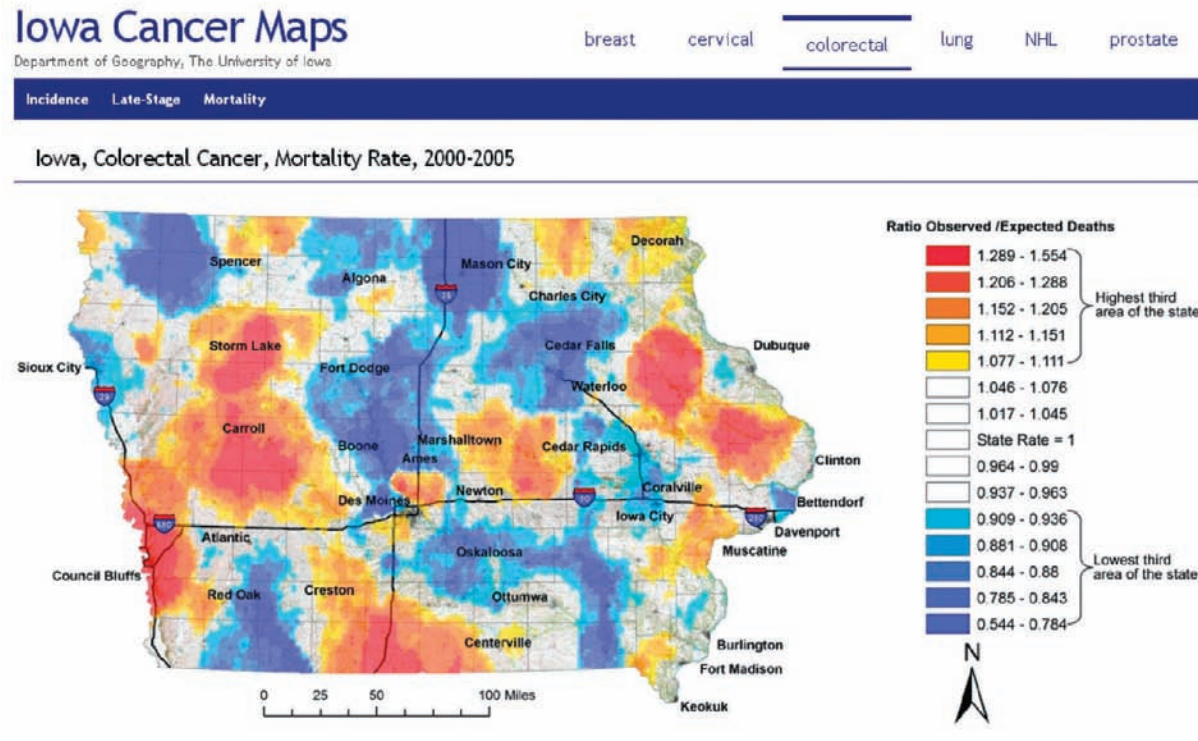 Iowa Cancer Maps
Department of Geography, The University of Iowa
breast cervical colorectal lung NHL prostate
Incidence Late-Stage Mortality
Iowa, Colorectal Cancer, Mortality Rate, 2000-2005
Ratio Observed /Expected Deaths
1.289 - 1.554
1.206 - 1.288
1.152 - 1.205
1.112 - 1.151
1.077 - 1.111
Highest third
area of the state
1.046 - 1.076
1.017 - 1.045
State Rate = 1
0.964 - 0.99
0.937 - 0.963
0.909 - 0.936
0.881 - 0.908
0.844 - 0.88
0.785 - 0.843
0.544 - 0.784
Lowest third
area of the state
N
Decorah
Spencer
Mason City
Algona
35
Charles City
Storm Lake
Cedar Falls
Dubuque
Sioux City
Fort Dodge
Waterloo
29
Carroll
Boone
Marshalltown
Cedar Rapids
Ames
Clinton
Newton
Coralville
Des Moines
80
Bettendorf
Iowa City
680
280
Davenport
Atlantic
Muscatine
Oskaloosa
Council Bluffs
Red Oak
Creston
Ottumwa
Centerville
Burlington
Fort Madison
Keokuk
0 25 50 100 Miles